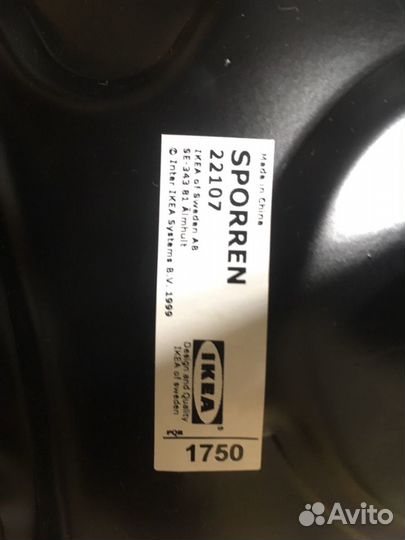 Made in China
SPORREN
22107
IKEA of Sweden AB
SE-343 81 Älmhult
© Inter IKEA Systems B.V. 1999
IKEA®
Design and Quality
IKEA of Sweden
PQR
1750
Avito